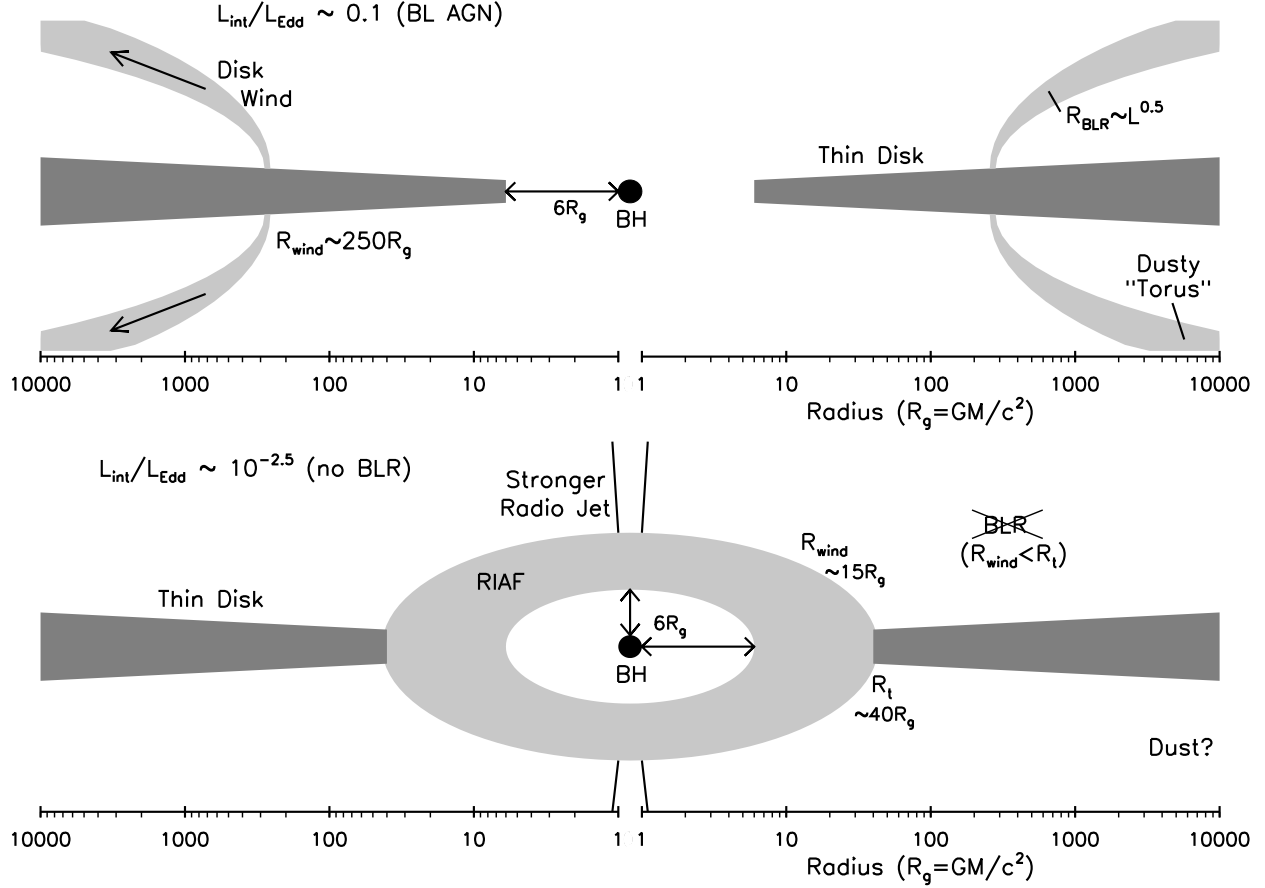 L_int/L_Edd ~ 0.1 (BL AGN)
Disk
Wind
R_BLR~L^0.5
Thin Disk
6R_g
BH
R_wind~250R_g
Dusty
"Torus"
10000 1000 100 10 1 1 10 100 1000 10000
Radius (R_g=GM/c^2)
L_int/L_Edd ~ 10^-2.5 (no BLR)
Stronger
Radio Jet
BLR
(R_wind<R_t)
R_wind
~15R_g
RIAF
Thin Disk
6R_g
BH
R_t
~40R_g
Dust?
10000 1000 100 10 1 1 10 100 1000 10000
Radius (R_g=GM/c^2)